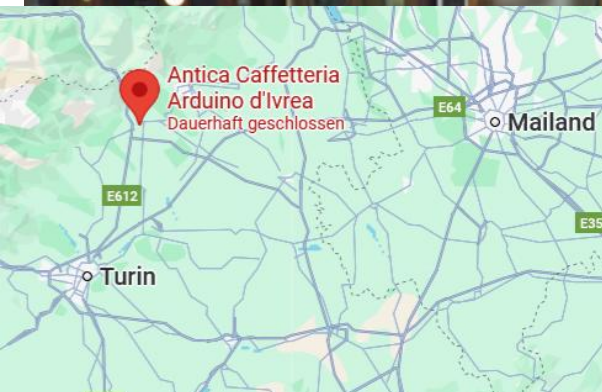 Antica Caffetteria
Arduino d'Ivrea
Dauerhaft geschlossen
E64
Mailand
E612
E35
Turin